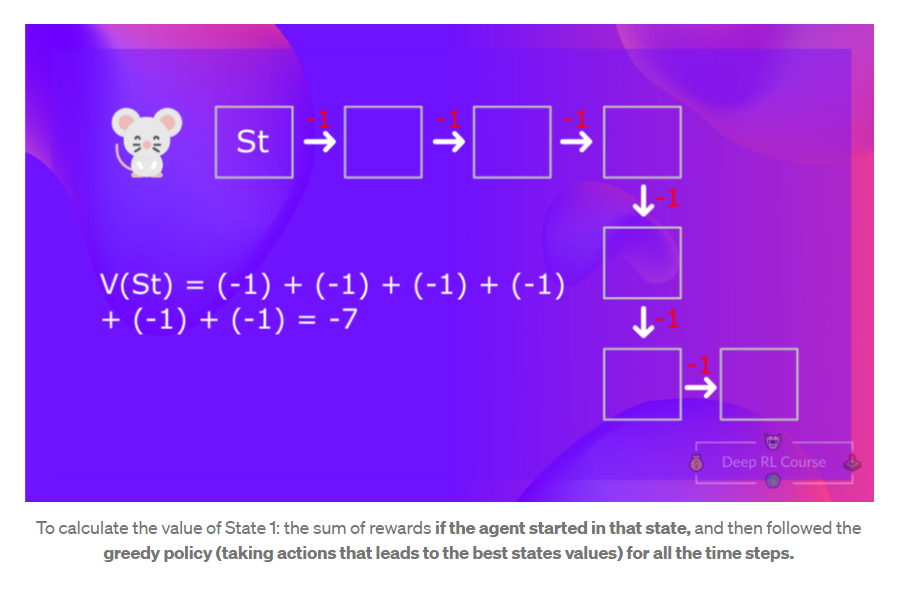 St -1 -1 -1
-1
V(St) = (-1) + (-1) + (-1) + (-1)
+ (-1) + (-1) = -7
-1
-1
Deep RL Course
To calculate the value of State 1: the sum of rewards if the agent started in that state, and then followed the
greedy policy (taking actions that leads to the best states values) for all the time steps.